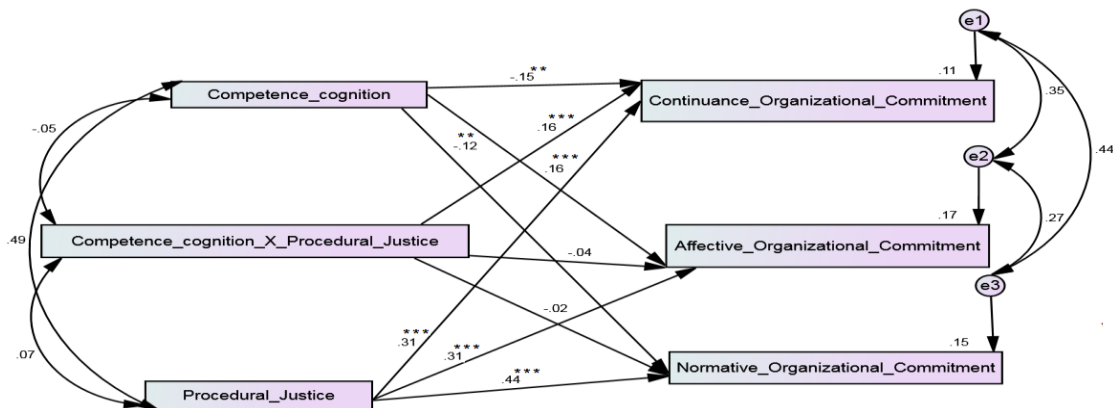 e1
**
.11
-.15
Competence_cognition
Continuance_Organizational_Commitment
.35
-.05
***
.16
**
-.12
***
.16
.44
e2
.17
.27
.49
Competence_cognition_X_Procedural_Justice
Affective_Organizational_Commitment
-.04
e3
-.02
***
.31
***
.31
.07
.15
Normative_Organizational_Commitment
***
.44
Procedural_Justice